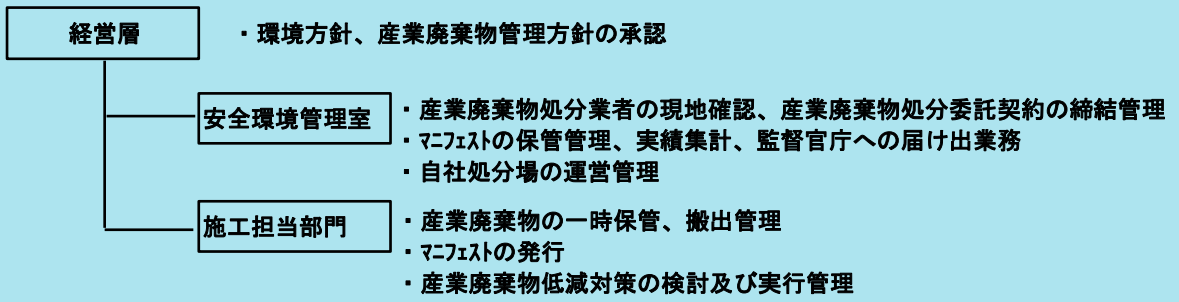 経営層 ・環境方針、産業廃棄物管理方針の承認
安全環境管理室 ・産業廃棄物処分業者の現地確認、産業廃棄物処分委託契約の締結管理
・ﾏﾆﾌｪｽﾄの保管管理、実績集計、監督官庁への届け出業務
・自社処分場の運営管理
施工担当部門 ・産業廃棄物の一時保管、搬出管理
・ﾏﾆﾌｪｽﾄの発行
・産業廃棄物低減対策の検討及び実行管理